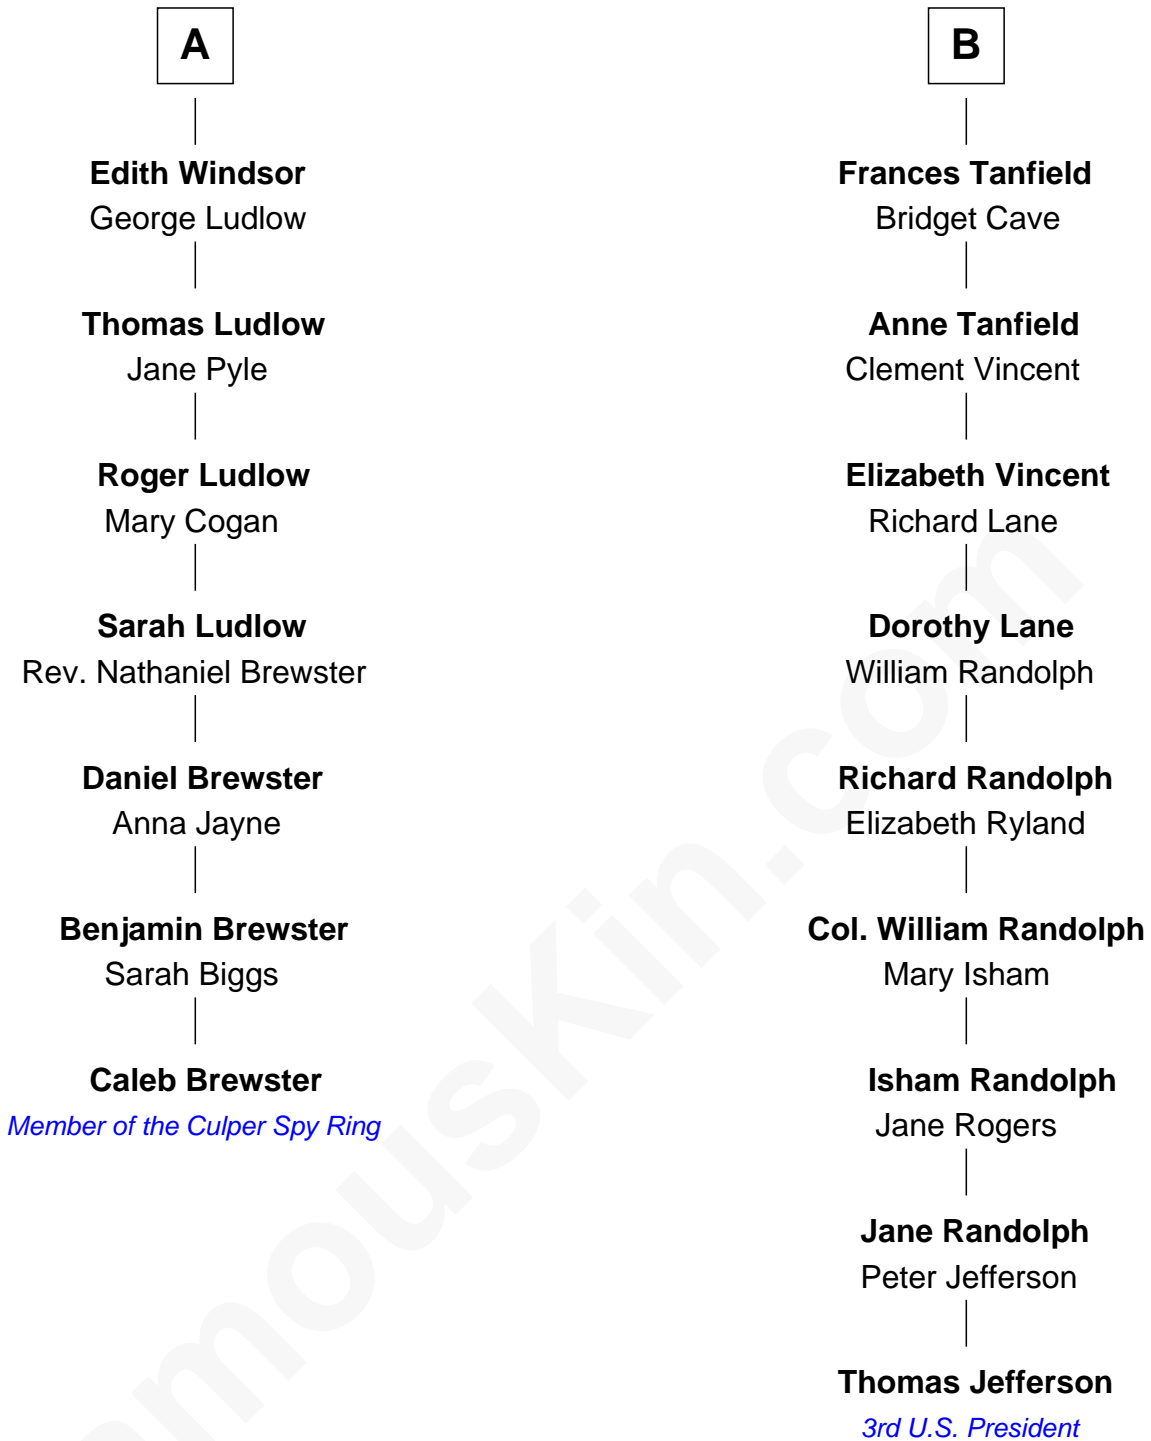 A
Edith Windsor
George Ludlow
Thomas Ludlow
Jane Pyle
Roger Ludlow
Mary Cogan
Sarah Ludlow
Rev. Nathaniel Brewster
Daniel Brewster
Anna Jayne
Benjamin Brewster
Sarah Biggs
Caleb Brewster
Member of the Culper Spy Ring
B
Frances Tanfield
Bridget Cave
Anne Tanfield
Clement Vincent
Elizabeth Vincent
Richard Lane
Dorothy Lane
William Randolph
Richard Randolph
Elizabeth Ryland
Col. William Randolph
Mary Isham
Isham Randolph
Jane Rogers
Jane Randolph
Peter Jefferson
Thomas Jefferson
3rd U.S. President
amousKin.com